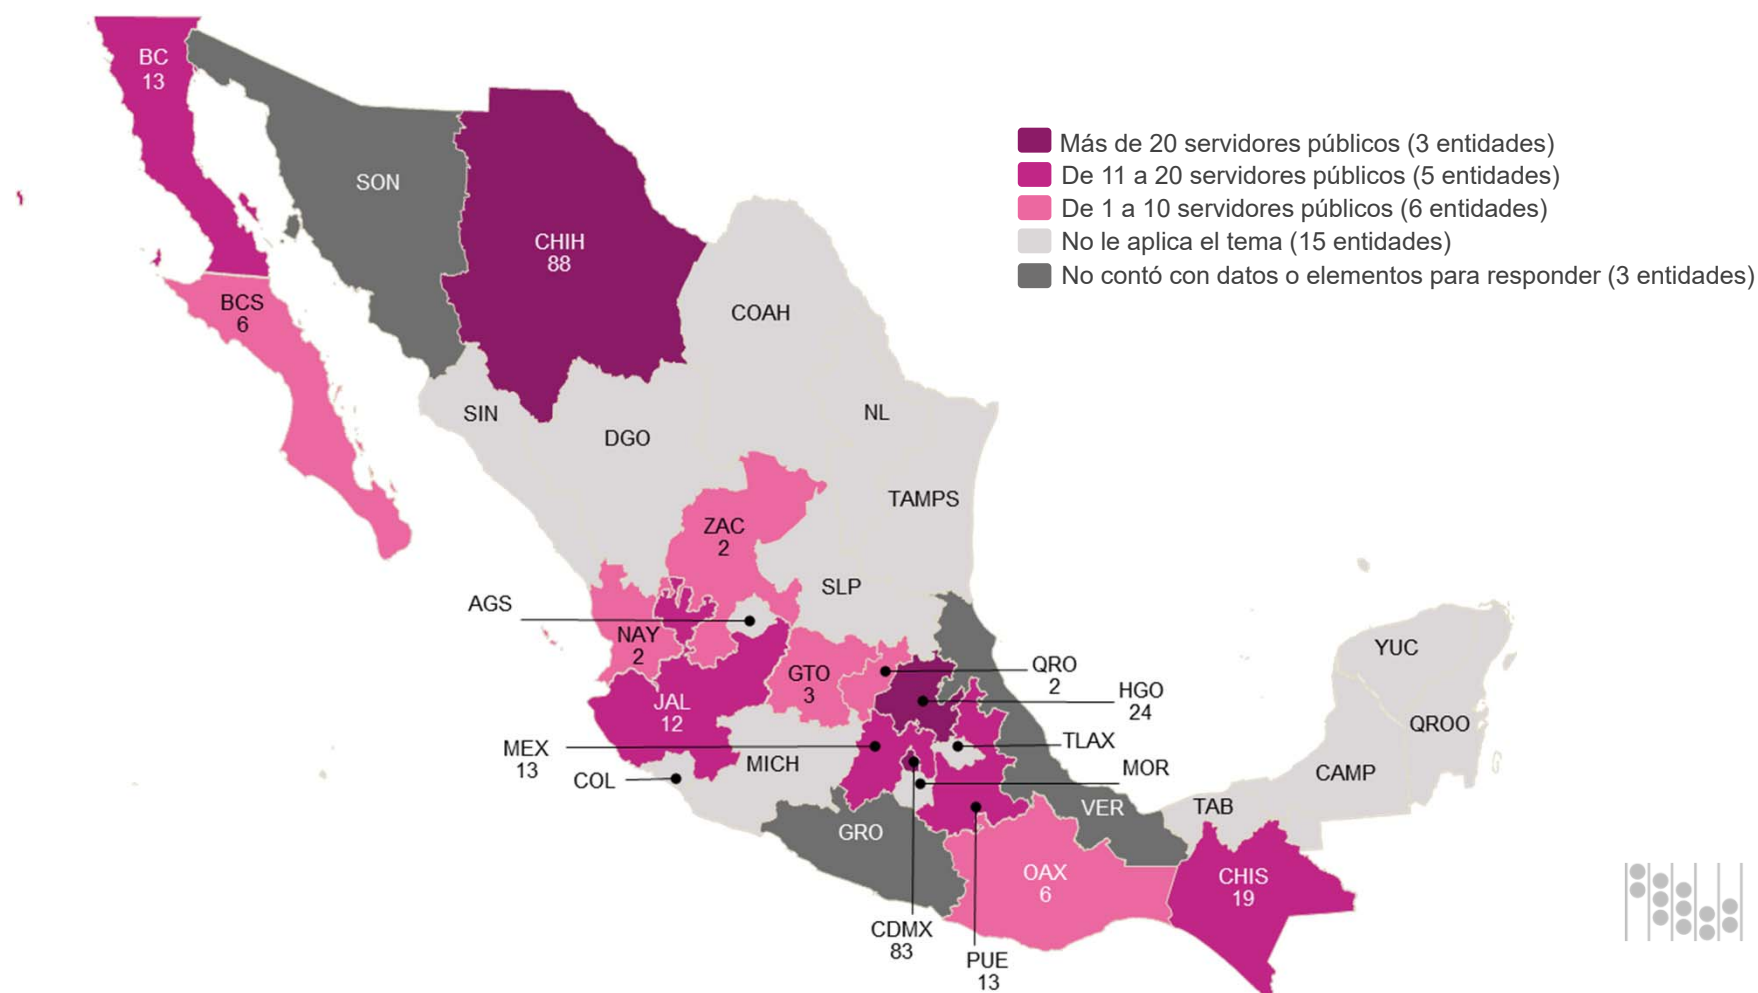 BC
13
SON
CHIH
88
BCS
6
Más de 20 servidores públicos (3 entidades)
De 11 a 20 servidores públicos (5 entidades)
De 1 a 10 servidores públicos (6 entidades)
No le aplica el tema (15 entidades)
No contó con datos o elementos para responder (3 entidades)
COAH
SIN
DGO
NL
TAMPS
ZAC
2
SLP
AGS
NAY
2
GTO
3
QRO
2
HGO
24
JAL
12
MEX
13
COL
MICH
TLAX
MOR
YUC
QROO
CAMP
TAB
VER
GRO
OAX
6
CHIS
19
CDMX
83
PUE
13